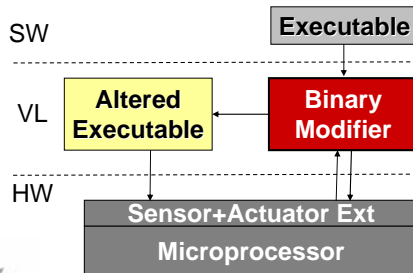 SW
Executable
VL
Altered
Executable
Binary
Modifier
HW
Sensor+Actuator Ext
Microprocessor